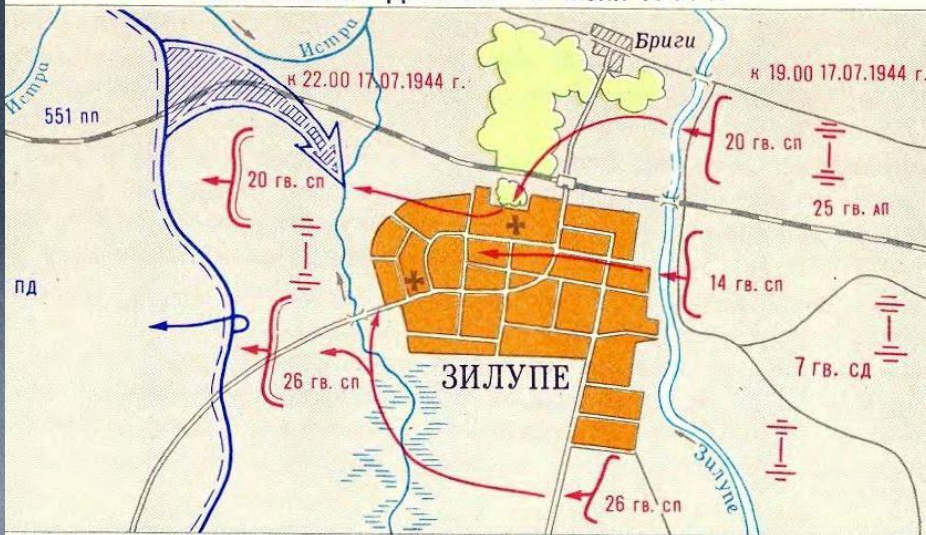 Истра
Истра
Бриги
к 22.00 17.07.1944 г.
к 19.00 17.07.1944 г.
551 пп
20 гв. сп
20 гв. сп
25 гв. ап
14 гв. сп
пд
7 гв. сд
26 гв. сп
ЗИЛУПЕ
Зилупе
26 гв. сп